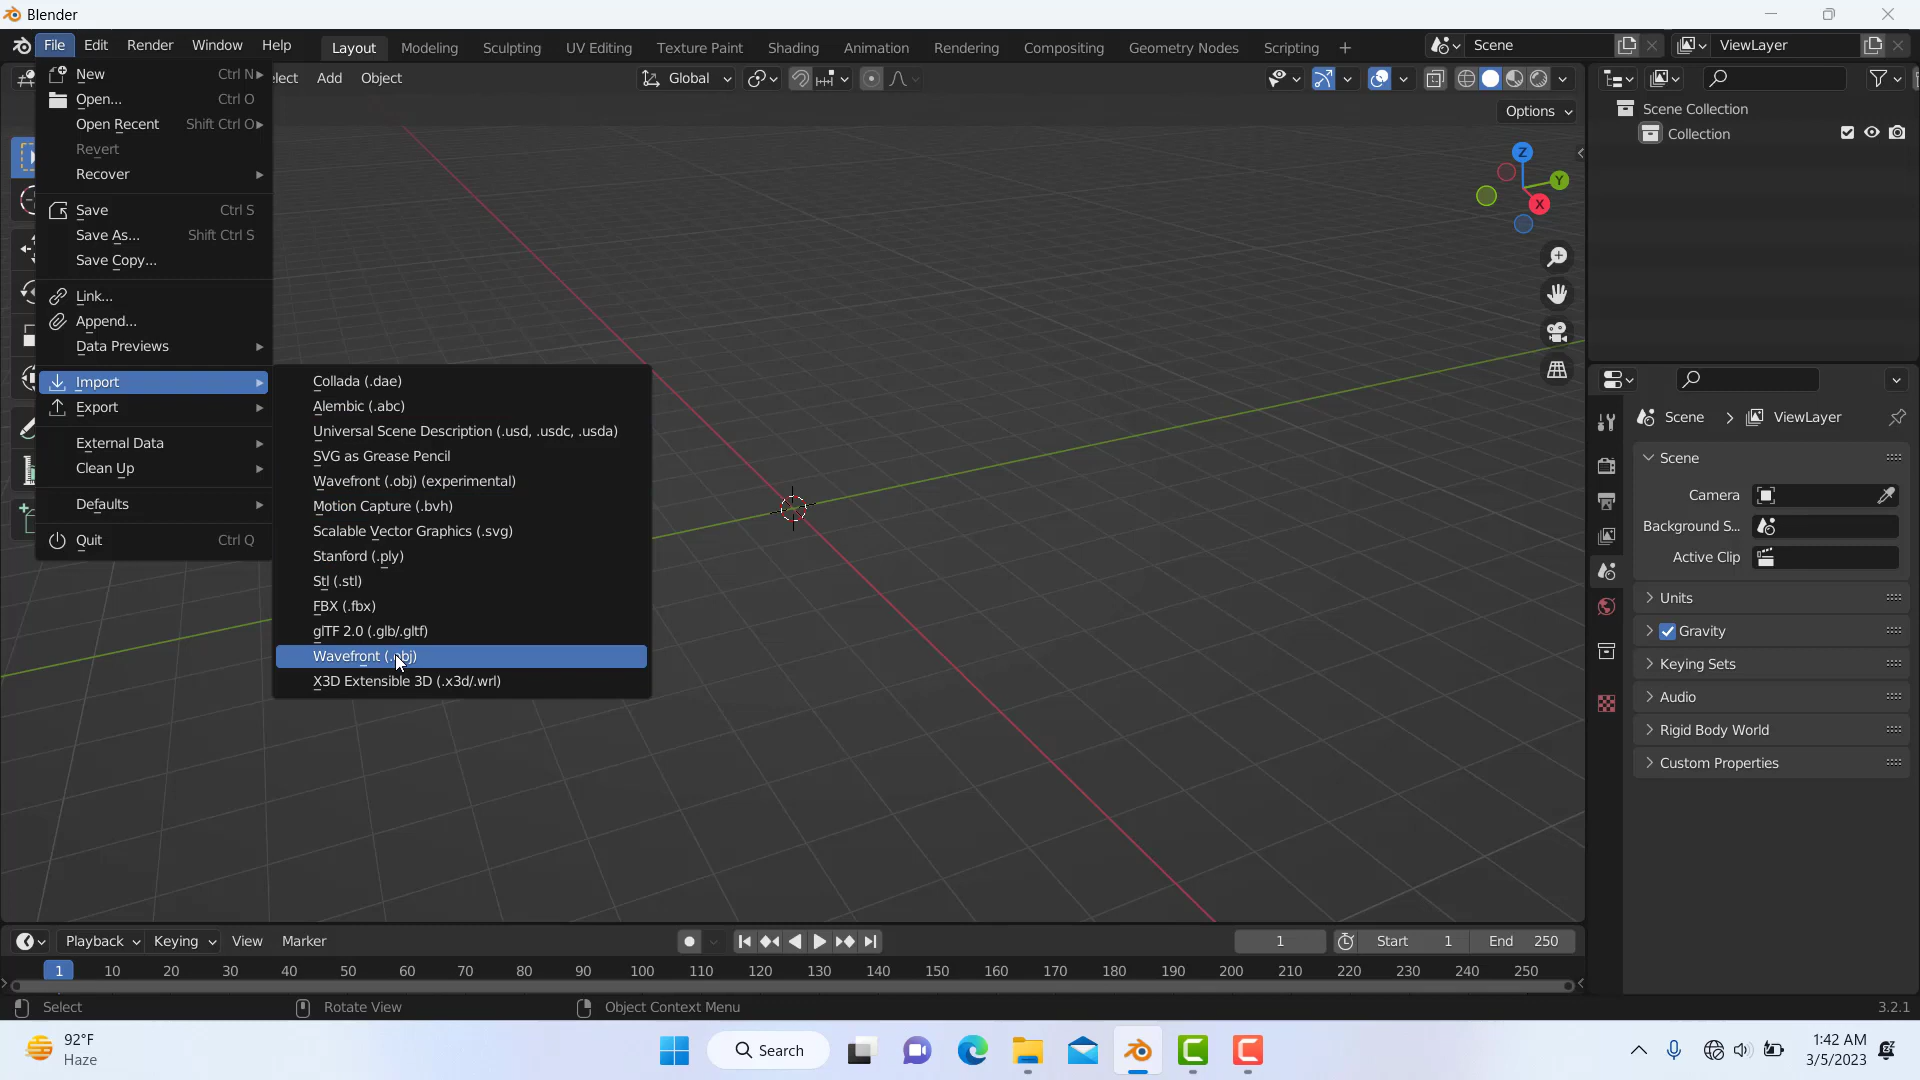 Blender
File Edit Render Window Help Layout Modeling Sculpting UV Editing Texture Paint Shading Animation Rendering Compositing Geometry Nodes Scripting + Scene ViewLayer
elect Add Object Global
Options
New Ctrl N
Open... Ctrl O
Open Recent Shift Ctrl O
Revert
Recover
Save Ctrl S
Save As... Shift Ctrl S
Save Copy...
Link...
Append...
Data Previews
Import
Export
External Data
Clean Up
Defaults
Quit Ctrl Q
Collada (.dae)
Alembic (.abc)
Universal Scene Description (.usd, .usdc, .usda)
SVG as Grease Pencil
Wavefront (.obj) (experimental)
Motion Capture (.bvh)
Scalable Vector Graphics (.svg)
Stanford (.ply)
Stl (.stl)
FBX (.fbx)
glTF 2.0 (.glb/.gltf)
Wavefront (.obj)
X3D Extensible 3D (.x3d/.wrl)
Z
Y
X
Scene Collection
Collection
Scene > ViewLayer
Scene
Camera
Background S...
Active Clip
Units
Gravity
Keying Sets
Audio
Rigid Body World
Custom Properties
Playback Keying View Marker 1 Start 1 End 250
1 10 20 30 40 50 60 70 80 90 100 110 120 130 140 150 160 170 180 190 200 210 220 230 240 250
Select Rotate View Object Context Menu 3.2.1
92°F
Haze
Search
1:42 AM
3/5/2023